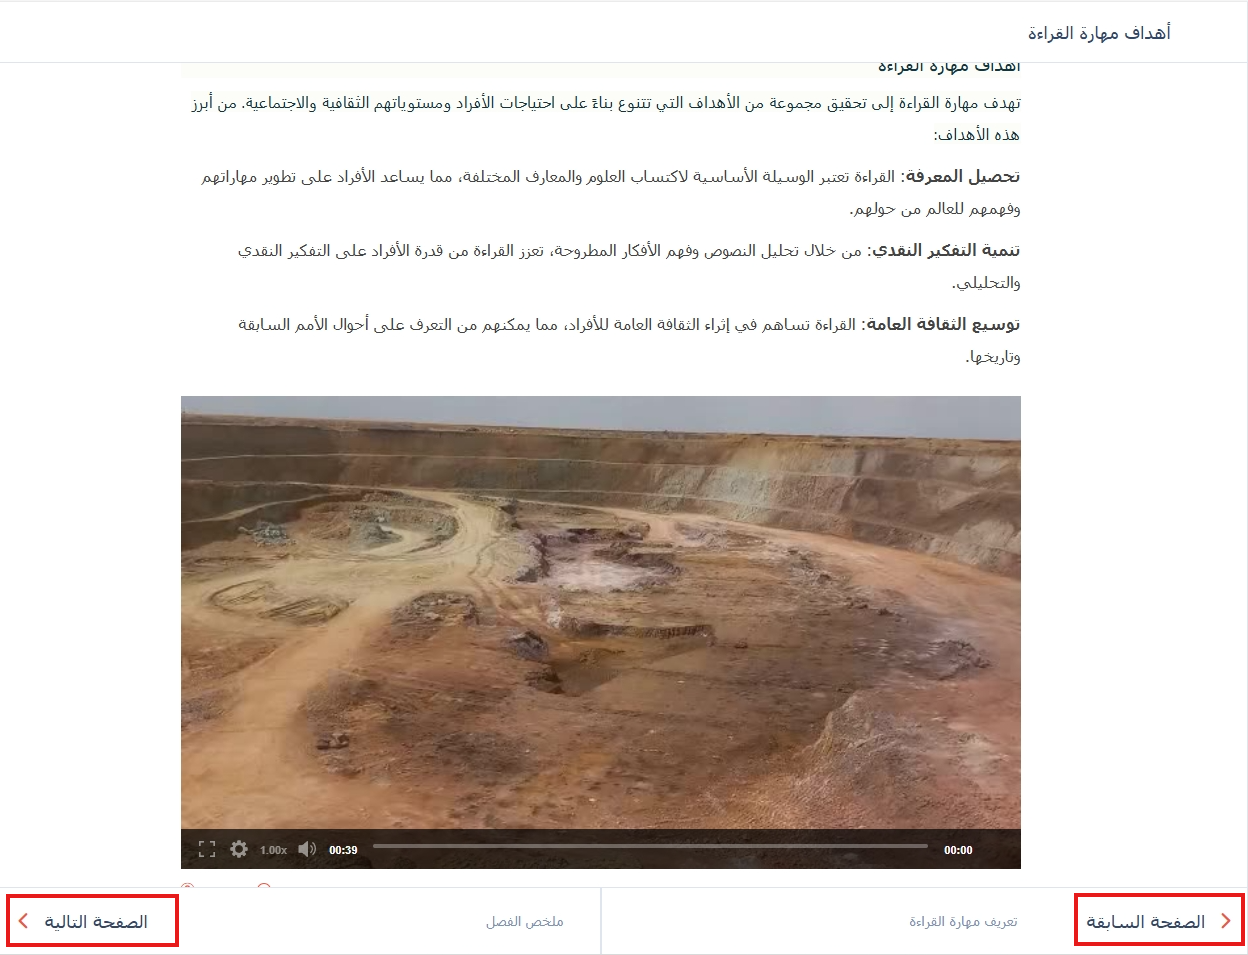 أهداف مهارة القراءة
أهداف مهارة القراءة
تهدف مهارة القراءة إلى تحقيق مجموعة من الأهداف التي تتنوع بناءً على احتياجات الأفراد ومستوياتهم الثقافية والاجتماعية. من أبرز
هذه الأهداف:
تحصيل المعرفة: القراءة تعتبر الوسيلة الأساسية لاكتساب العلوم والمعارف المختلفة، مما يساعد الأفراد على تطوير مهاراتهم
وفهمهم للعالم من حولهم.
تنمية التفكير النقدي: من خلال تحليل النصوص وفهم الأفكار المطروحة، تعزز القراءة من قدرة الأفراد على التفكير النقدي
والتحليلي.
توسيع الثقافة العامة: القراءة تساهم في إثراء الثقافة العامة للأفراد، مما يمكنهم من التعرف على أحوال الأمم السابقة
وتاريخها.
1.00x 00:39 00:00
الصفحة السابقة تعريف مهارة القراءة ملخص الفصل الصفحة التالية